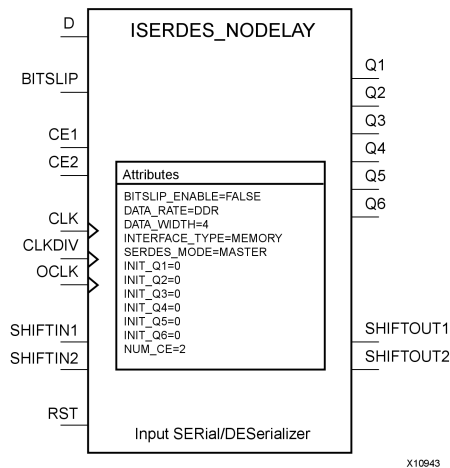 ISERDES_NODELAY
D
BITSLIP
CE1
CE2
CLK
CLKDIV
OCLK
SHIFTIN1
SHIFTIN2
RST
Attributes
BITSLIP_ENABLE=FALSE
DATA_RATE=DDR
DATA_WIDTH=4
INTERFACE_TYPE=MEMORY
SERDES_MODE=MASTER
INIT_Q1=0
INIT_Q2=0
INIT_Q3=0
INIT_Q4=0
INIT_Q5=0
INIT_Q6=0
NUM_CE=2
Q1
Q2
Q3
Q4
Q5
Q6
SHIFTOUT1
SHIFTOUT2
Input SERial/DESerializer
X10943